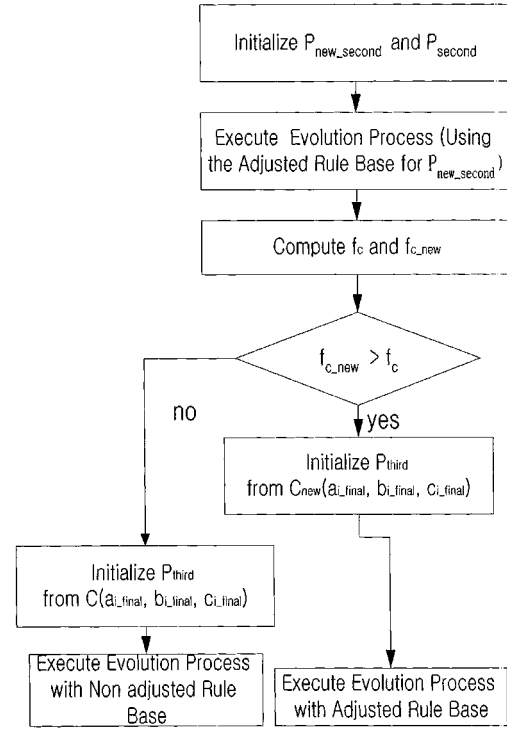 Initialize P_new_second and P_second
Execute Evolution Process (Using
the Adjusted Rule Base for P_new_second)
Compute f_c and f_c_new
f_c_new > f_c
no
yes
Initialize P_third
from C_new(a_i_final, b_i_final, c_i_final)
Initialize P_third
from C(a_i_final, b_i_final, c_i_final)
Execute Evolution Process
with Non adjusted Rule
Base
Execute Evolution Process
with Adjusted Rule Base